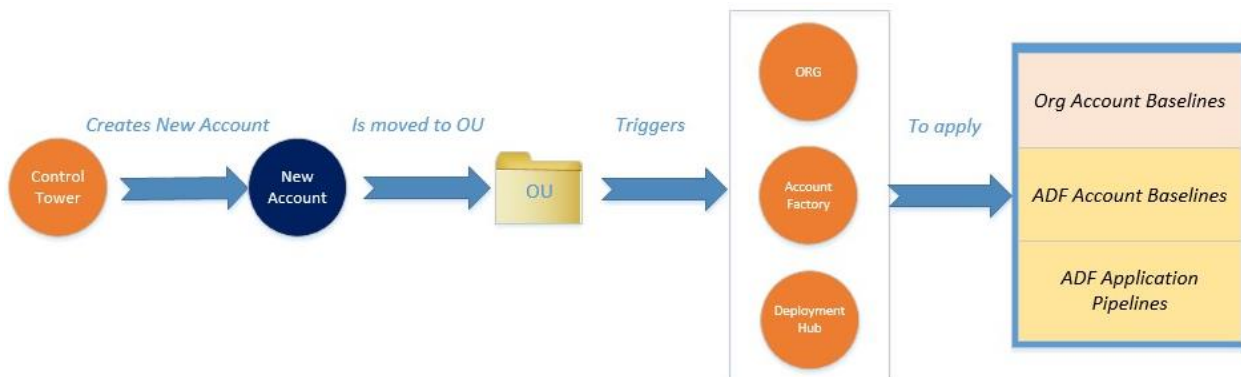 Creates New Account
Is moved to OU
Triggers
To apply
Control
Tower
New
Account
OU
ORG
Account
Factory
Deployment
Hub
Org Account Baselines
ADF Account Baselines
ADF Application
Pipelines